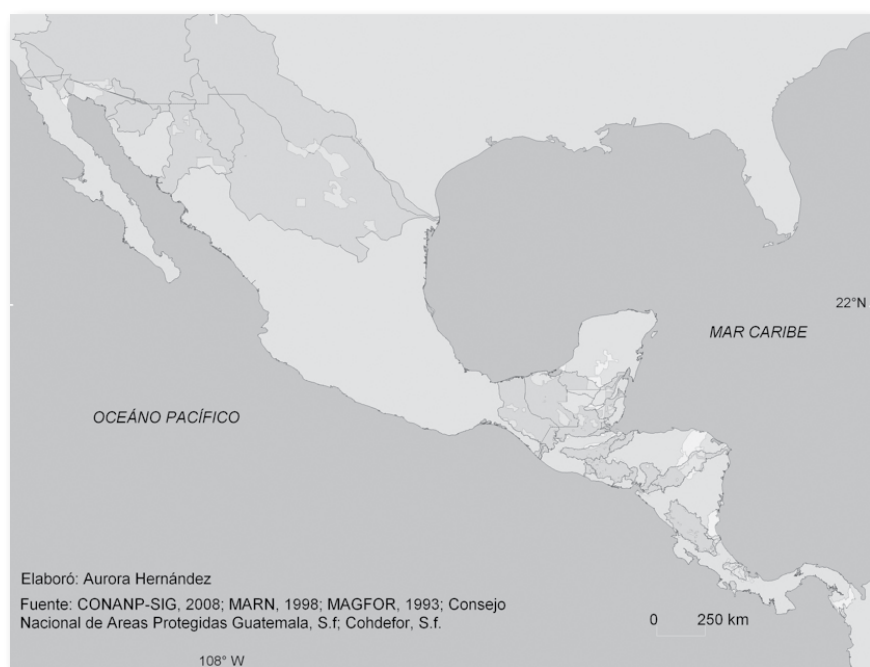 22°N
MAR CARIBE
OCEÁNO PACÍFICO
Elaboró: Aurora Hernández
Fuente: CONANP-SIG, 2008; MARN, 1998; MAGFOR, 1993; Consejo
Nacional de Areas Protegidas Guatemala, S.f; Cohdefor, S.f.
0 250 km
108° W